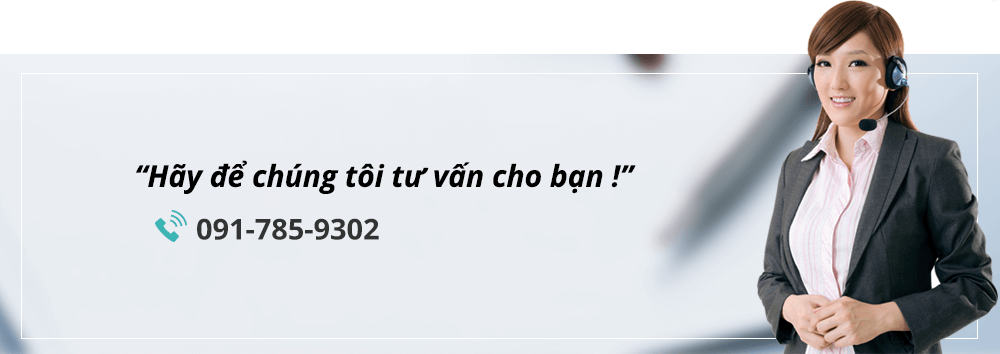 “Hãy để chúng tôi tư vấn cho bạn !”
091-785-9302